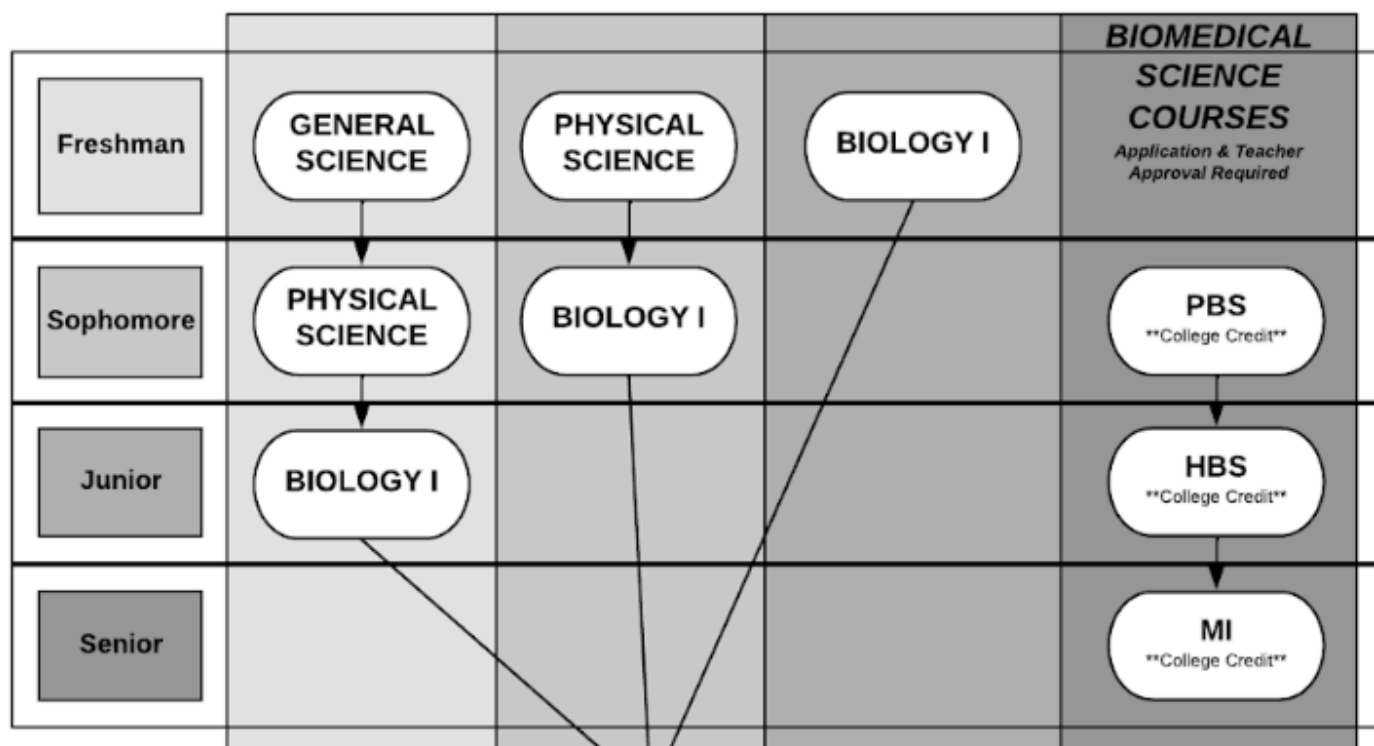 BIOMEDICAL
SCIENCE
COURSES
Application & Teacher
Approval Required
Freshman
GENERAL
SCIENCE
PHYSICAL
SCIENCE
BIOLOGY I
Sophomore
PHYSICAL
SCIENCE
BIOLOGY I
PBS
**College Credit**
Junior
BIOLOGY I
HBS
**College Credit**
Senior
MI
**College Credit**